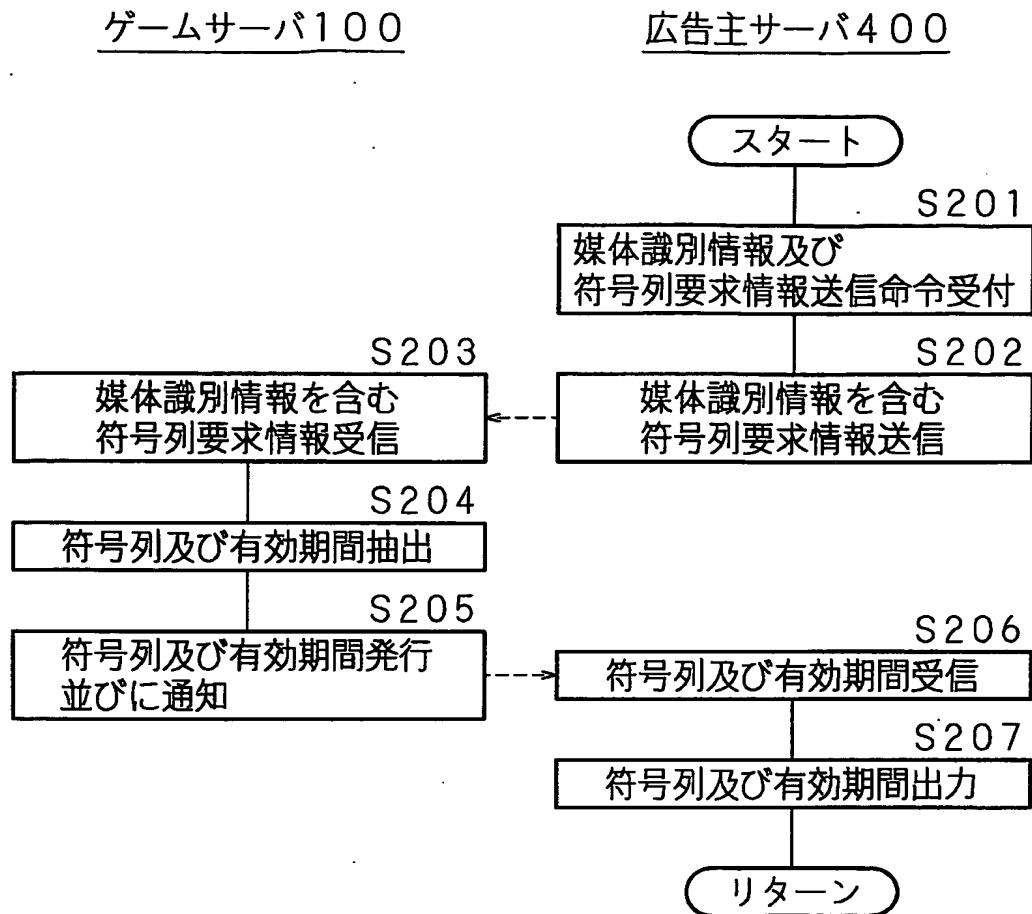 ゲームサーバ100
広告主サーバ400
スタート
S201
媒体識別情報及び
符号列要求情報送信命令受付
S202
媒体識別情報を含む
符号列要求情報送信
S203
媒体識別情報を含む
符号列要求情報受信
S204
符号列及び有効期間抽出
S205
符号列及び有効期間発行
並びに通知
S206
符号列及び有効期間受信
S207
符号列及び有効期間出力
リターン